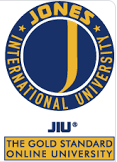 JONES
INTERNATIONAL UNIVERSITY
J
JIU®
THE GOLD STANDARD
ONLINE UNIVERSITY